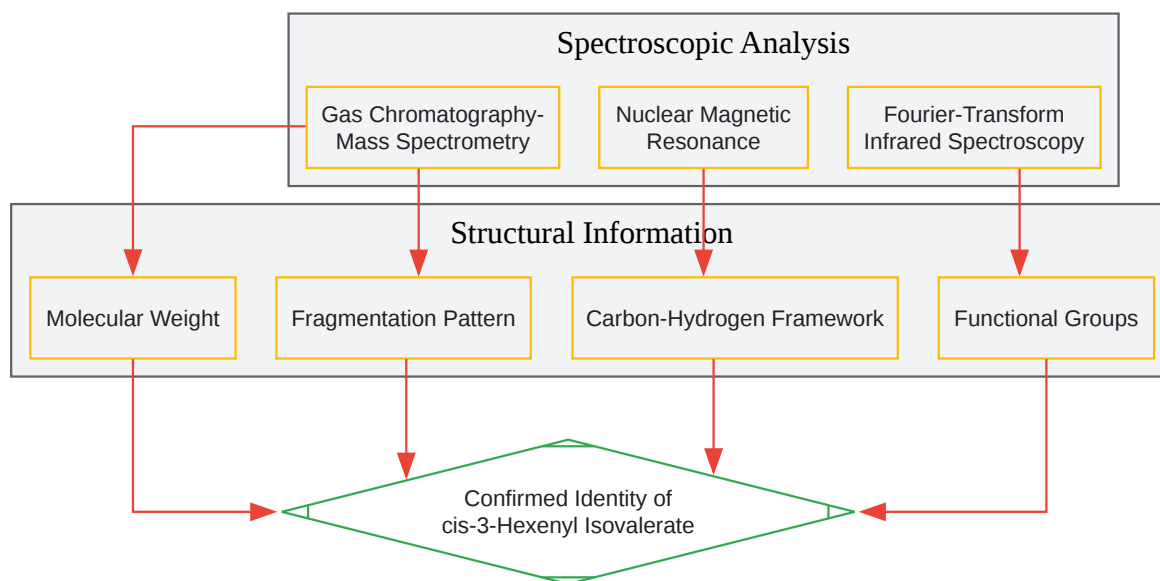 Spectroscopic Analysis
Gas Chromatography-
Mass Spectrometry
Nuclear Magnetic
Resonance
Fourier-Transform
Infrared Spectroscopy
Structural Information
Molecular Weight
Fragmentation Pattern
Carbon-Hydrogen Framework
Functional Groups
Confirmed Identity of
cis-3-Hexenyl Isovalerate